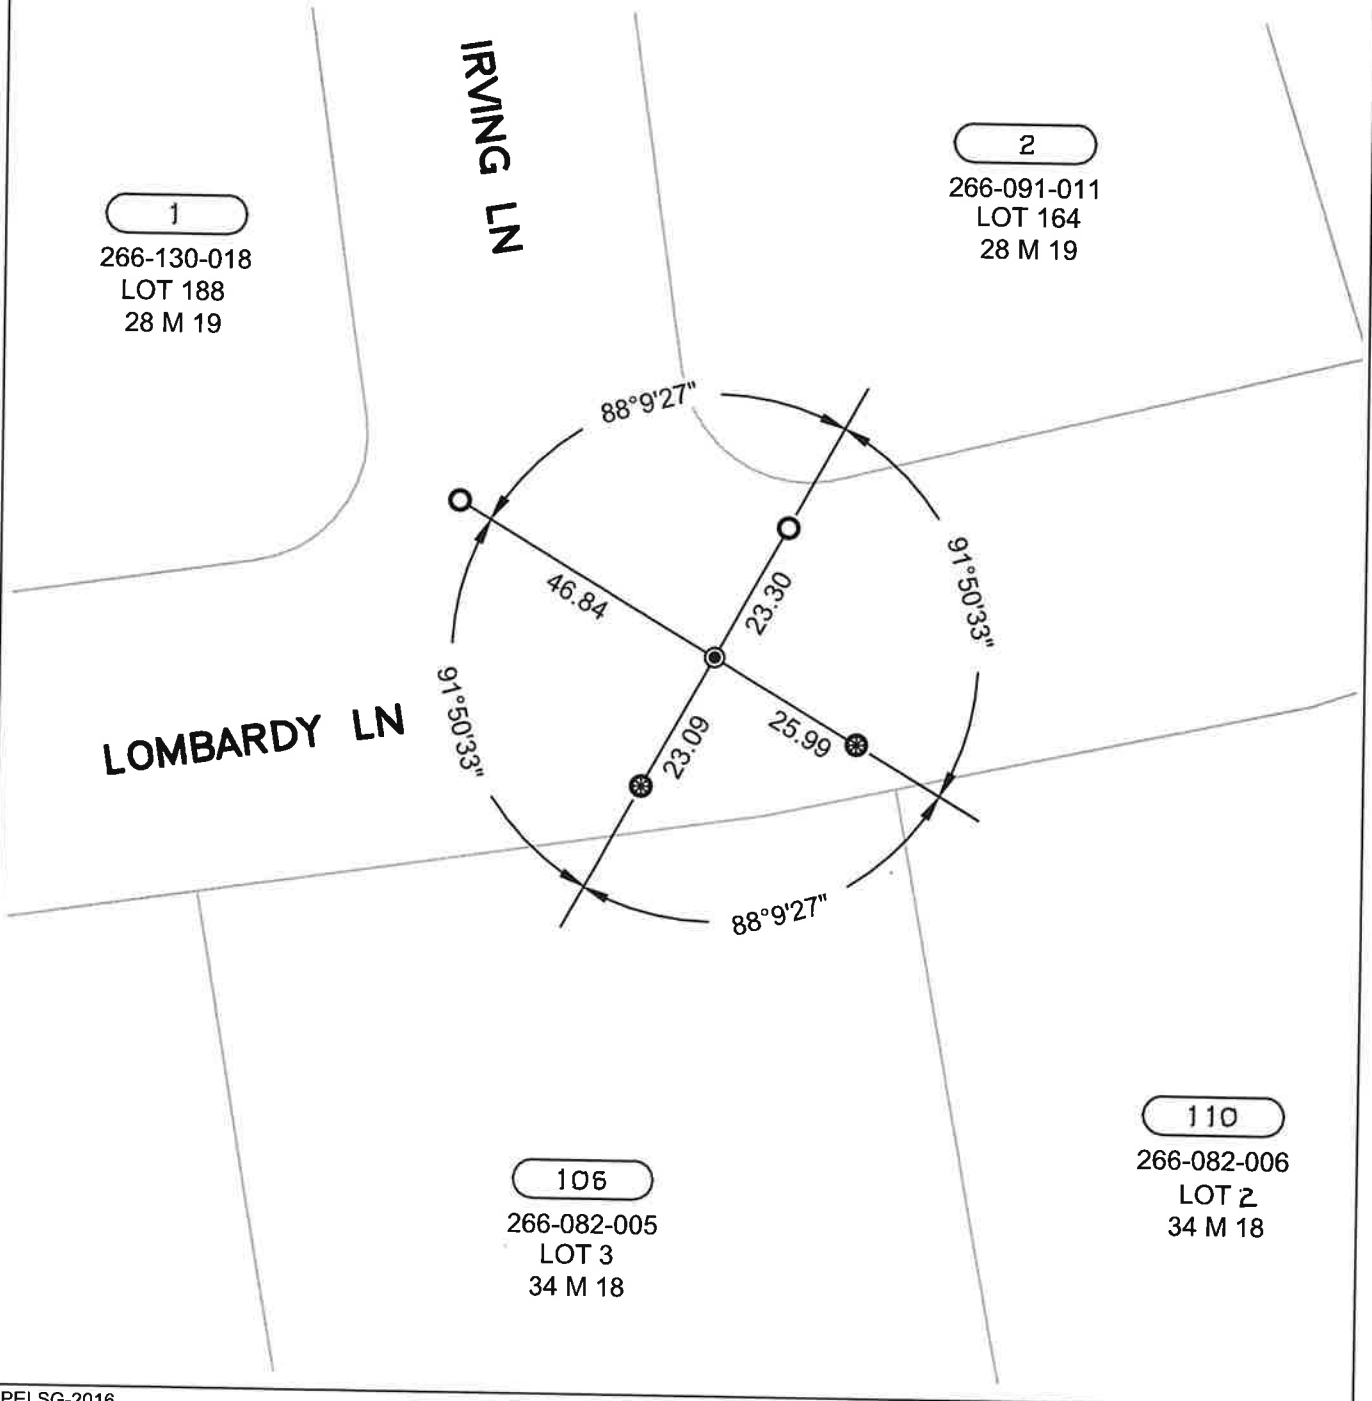 IRVING LN
2
266-091-011
LOT 164
28 M 19
1
266-130-018
LOT 188
28 M 19
88°9'27"
91°50'33"
46.84
23.30
91°50'33"
LOMBARDY LN
23.09
25.99
88°9'27"
110
266-082-006
LOT 2
34 M 18
106
266-082-005
LOT 3
34 M 18